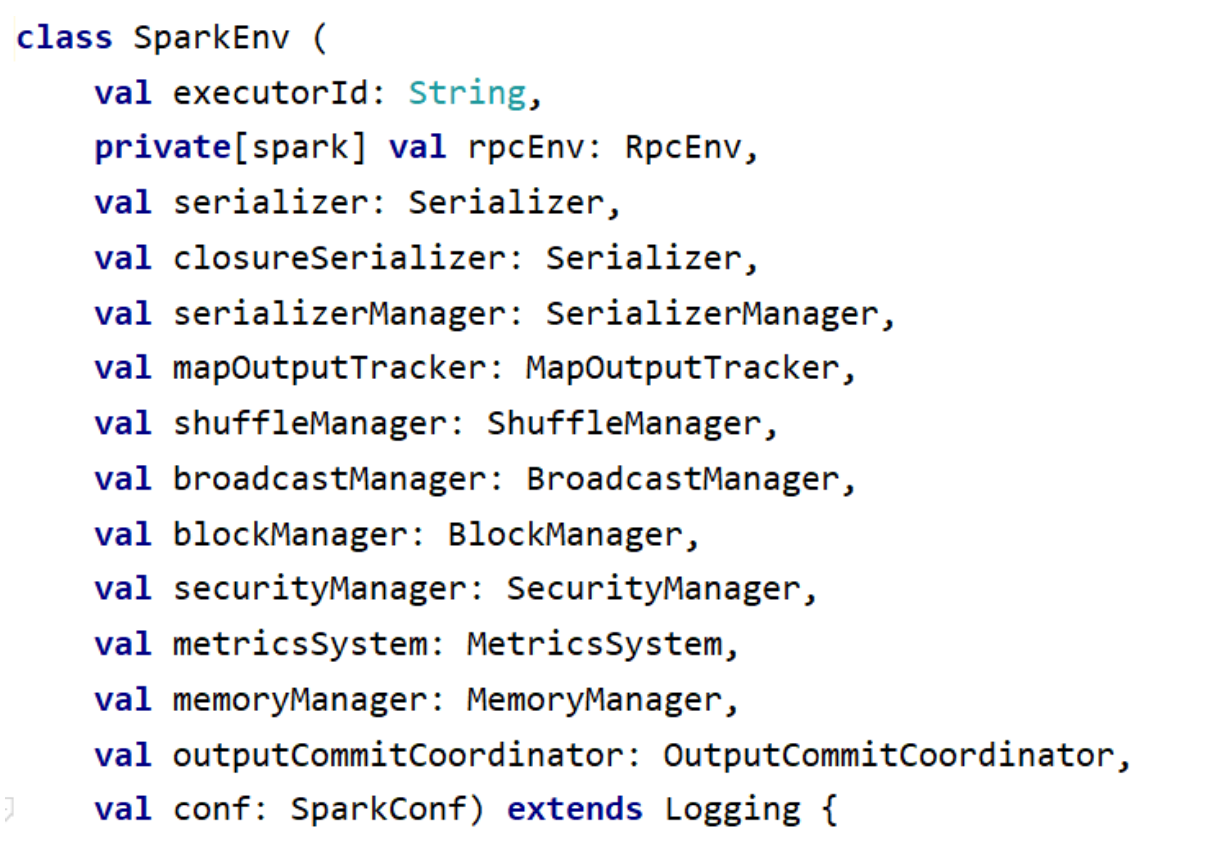 class SparkEnv (
    val executorId: String,
    private[spark] val rpcEnv: RpcEnv,
    val serializer: Serializer,
    val closureSerializer: Serializer,
    val serializerManager: SerializerManager,
    val mapOutputTracker: MapOutputTracker,
    val shuffleManager: ShuffleManager,
    val broadcastManager: BroadcastManager,
    val blockManager: BlockManager,
    val securityManager: SecurityManager,
    val metricsSystem: MetricsSystem,
    val memoryManager: MemoryManager,
    val outputCommitCoordinator: OutputCommitCoordinator,
    val conf: SparkConf) extends Logging {